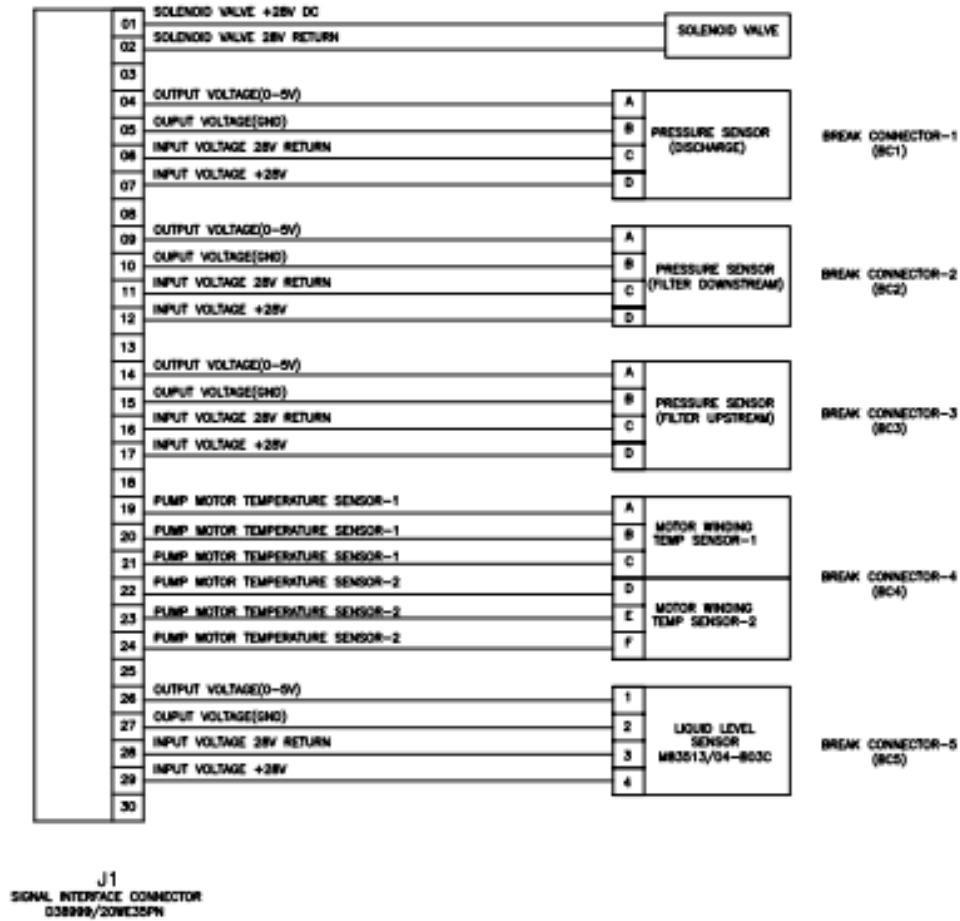 01 SOLENOID VALVE +28V DC
02 SOLENOID VALVE 28V RETURN
SOLENOID VALVE
03
04 OUTPUT VOLTAGE(0-5V) A
05 OUPUT VOLTAGE(GND) B
06 INPUT VOLTAGE 28V RETURN C
07 INPUT VOLTAGE +28V D
PRESSURE SENSOR
(DISCHARGE)
BREAK CONNECTOR-1
(BC1)
08
09 OUTPUT VOLTAGE(0-5V) A
10 OUPUT VOLTAGE(GND) B
11 INPUT VOLTAGE 28V RETURN C
12 INPUT VOLTAGE +28V D
PRESSURE SENSOR
(FILTER DOWNSTREAM)
BREAK CONNECTOR-2
(BC2)
13
14 OUTPUT VOLTAGE(0-5V) A
15 OUPUT VOLTAGE(GND) B
16 INPUT VOLTAGE 28V RETURN C
17 INPUT VOLTAGE +28V D
PRESSURE SENSOR
(FILTER UPSTREAM)
BREAK CONNECTOR-3
(BC3)
18
19 PUMP MOTOR TEMPERATURE SENSOR-1 A
20 PUMP MOTOR TEMPERATURE SENSOR-1 B
21 PUMP MOTOR TEMPERATURE SENSOR-1 C
MOTOR WINDING
TEMP SENSOR-1
22 PUMP MOTOR TEMPERATURE SENSOR-2 D
23 PUMP MOTOR TEMPERATURE SENSOR-2 E
24 PUMP MOTOR TEMPERATURE SENSOR-2 F
MOTOR WINDING
TEMP SENSOR-2
BREAK CONNECTOR-4
(BC4)
25
26 OUTPUT VOLTAGE(0-5V) 1
27 OUPUT VOLTAGE(GND) 2
28 INPUT VOLTAGE 28V RETURN 3
29 INPUT VOLTAGE +28V 4
LIQUID LEVEL
SENSOR
M83513/04-B03C
BREAK CONNECTOR-5
(BC5)
30
J1
SIGNAL INTERFACE CONNECTOR
D38999/20WE35PN